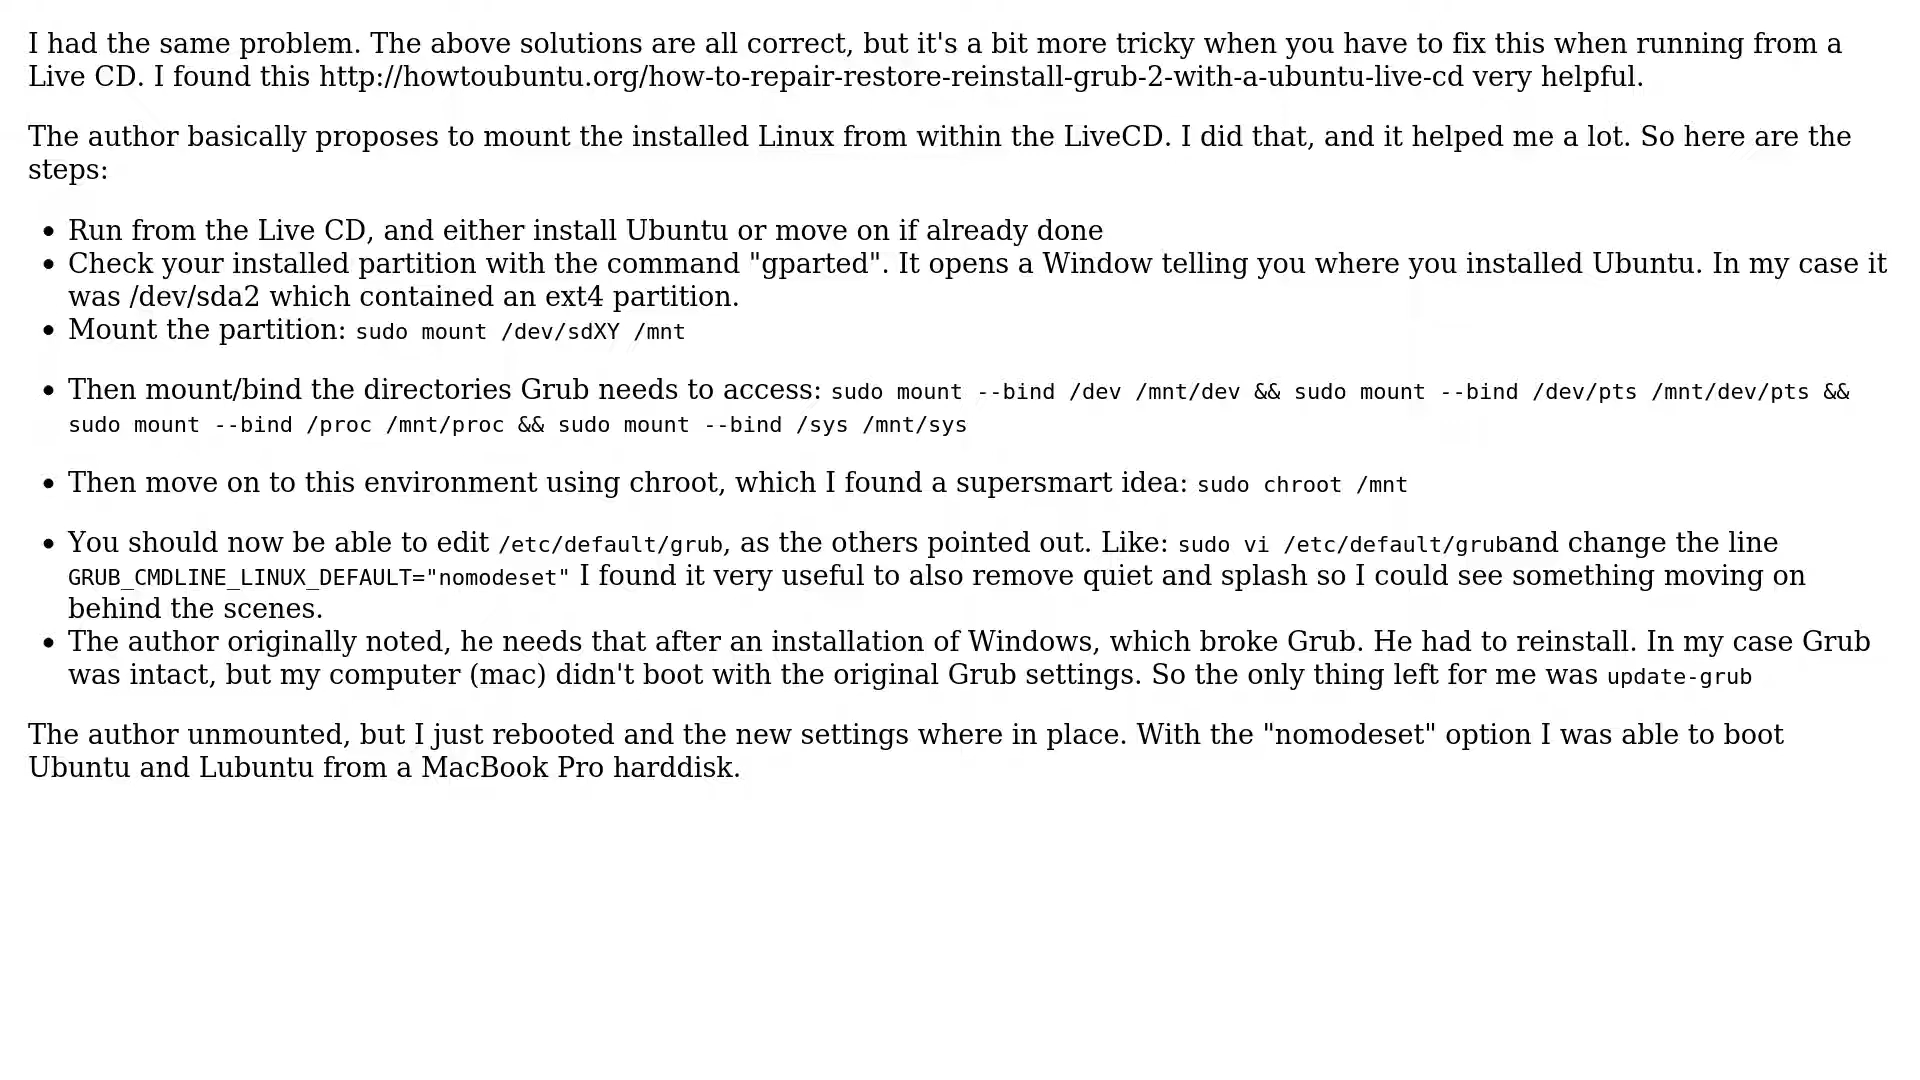 I had the same problem. The above solutions are all correct, but it's a bit more tricky when you have to fix this when running from a
Live CD. I found this http://howtoubuntu.org/how-to-repair-restore-reinstall-grub-2-with-a-ubuntu-live-cd very helpful.
The author basically proposes to mount the installed Linux from within the LiveCD. I did that, and it helped me a lot. So here are the
steps:
• Run from the Live CD, and either install Ubuntu or move on if already done
• Check your installed partition with the command "gparted". It opens a Window telling you where you installed Ubuntu. In my case it
was /dev/sda2 which contained an ext4 partition.
• Mount the partition: sudo mount /dev/sdXY /mnt
• Then mount/bind the directories Grub needs to access: sudo mount --bind /dev /mnt/dev && sudo mount --bind /dev/pts /mnt/dev/pts &&
sudo mount --bind /proc /mnt/proc && sudo mount --bind /sys /mnt/sys
• Then move on to this environment using chroot, which I found a supersmart idea: sudo chroot /mnt
• You should now be able to edit /etc/default/grub, as the others pointed out. Like: sudo vi /etc/default/gruband change the line
GRUB_CMDLINE_LINUX_DEFAULT="nomodeset" I found it very useful to also remove quiet and splash so I could see something moving on
behind the scenes.
• The author originally noted, he needs that after an installation of Windows, which broke Grub. He had to reinstall. In my case Grub
was intact, but my computer (mac) didn't boot with the original Grub settings. So the only thing left for me was update-grub
The author unmounted, but I just rebooted and the new settings where in place. With the "nomodeset" option I was able to boot
Ubuntu and Lubuntu from a MacBook Pro harddisk.